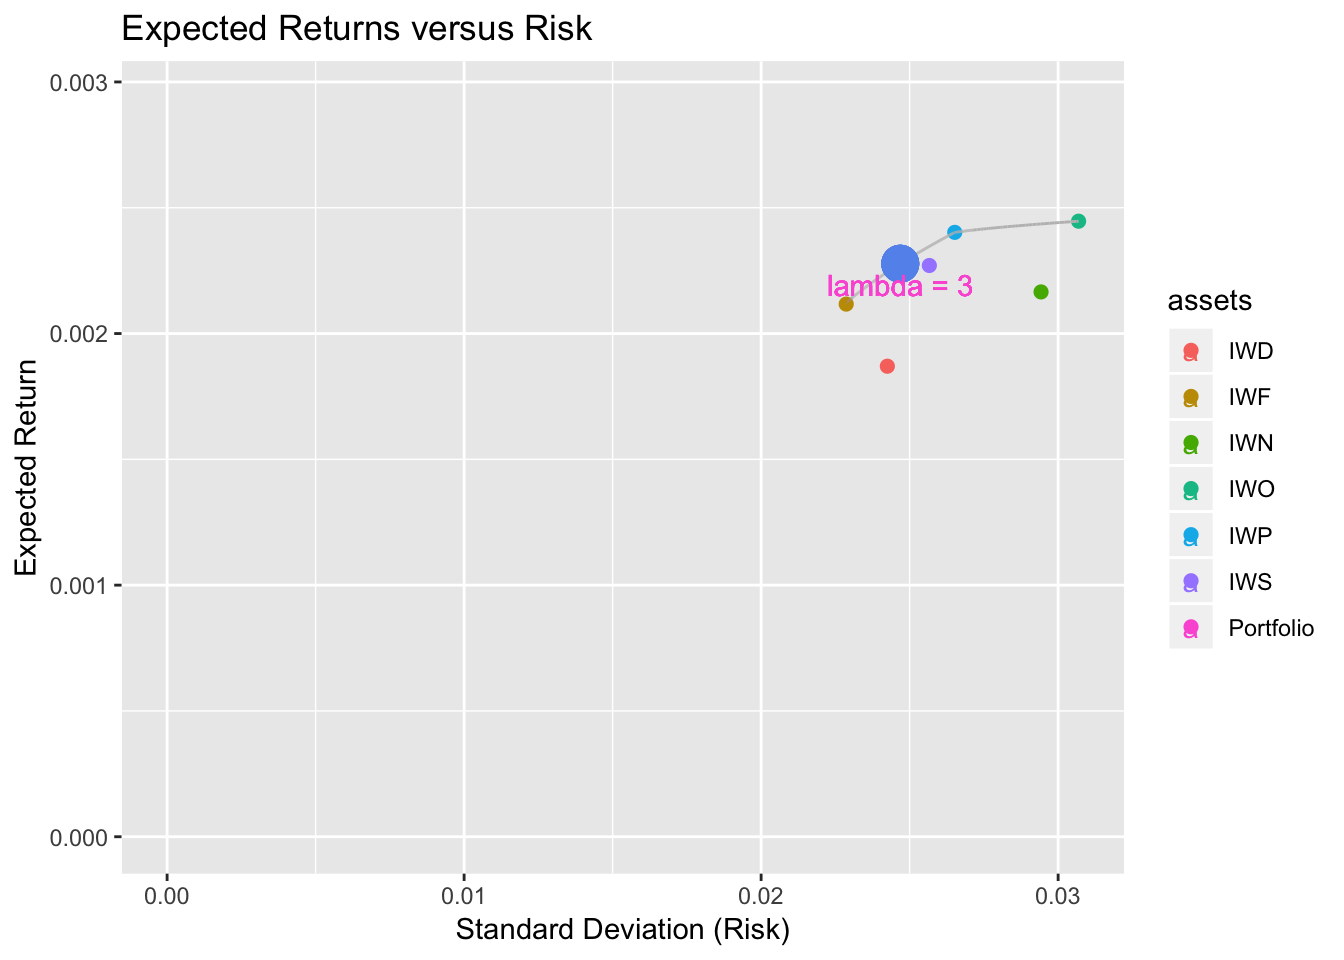 Expected Returns versus Risk
0.003
0.002
0.001
0.000
Expected Return
lambda = 3
0.00
0.01
0.02
0.03
Standard Deviation (Risk)
assets
a IWD
a IWF
a IWN
a IWO
a IWP
a IWS
a Portfolio